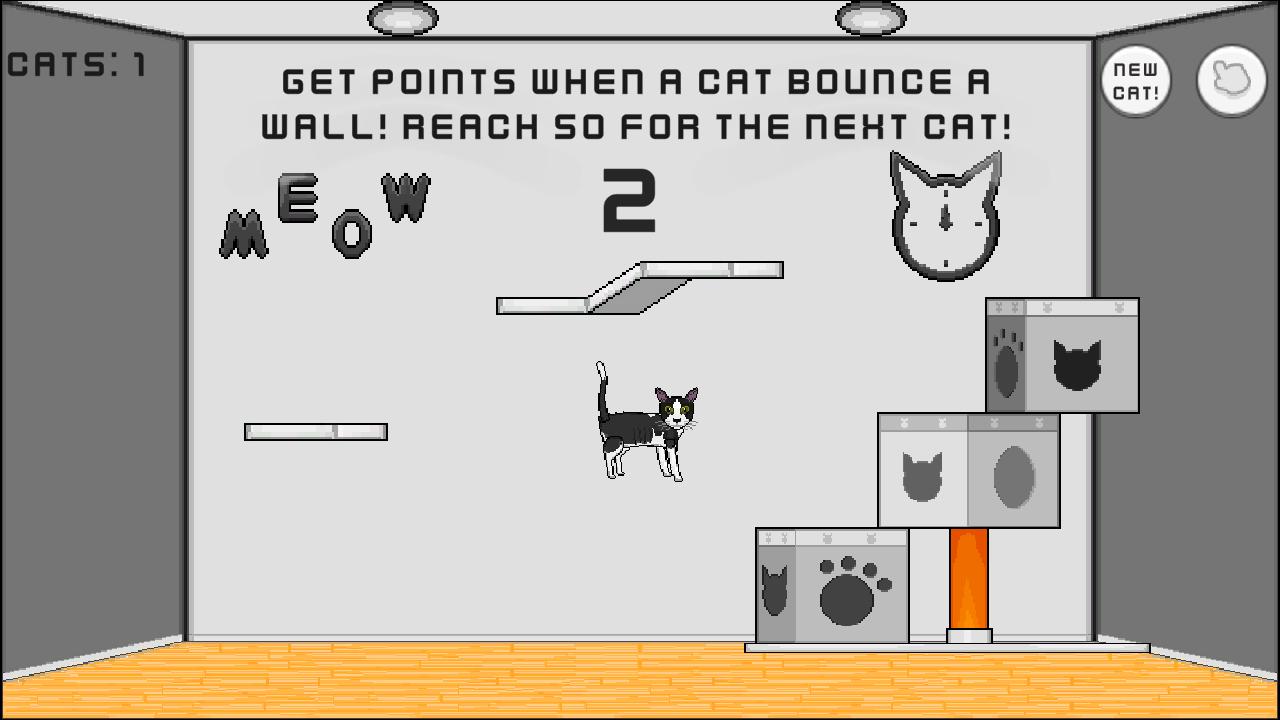 CATS: 1
GET POINTS WHEN A CAT BOUNCE A
WALL! REACH 50 FOR THE NEXT CAT!
NEW
CAT!
MEOW
2